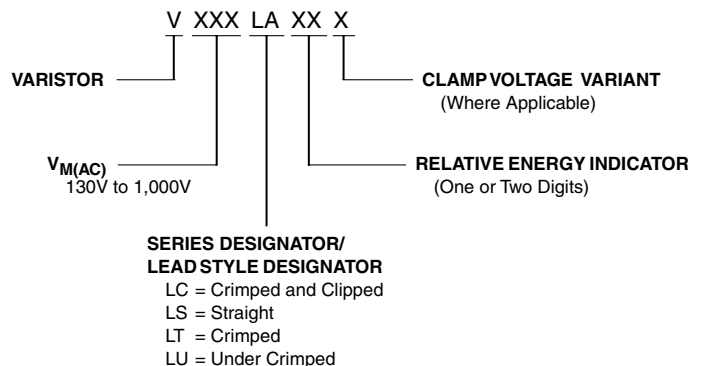 V XXX LA XX X
VARISTOR
CLAMP VOLTAGE VARIANT
(Where Applicable)
V_M(AC)
130V to 1,000V
RELATIVE ENERGY INDICATOR
(One or Two Digits)
SERIES DESIGNATOR/
LEAD STYLE DESIGNATOR
LC = Crimped and Clipped
LS = Straight
LT = Crimped
LU = Under Crimped